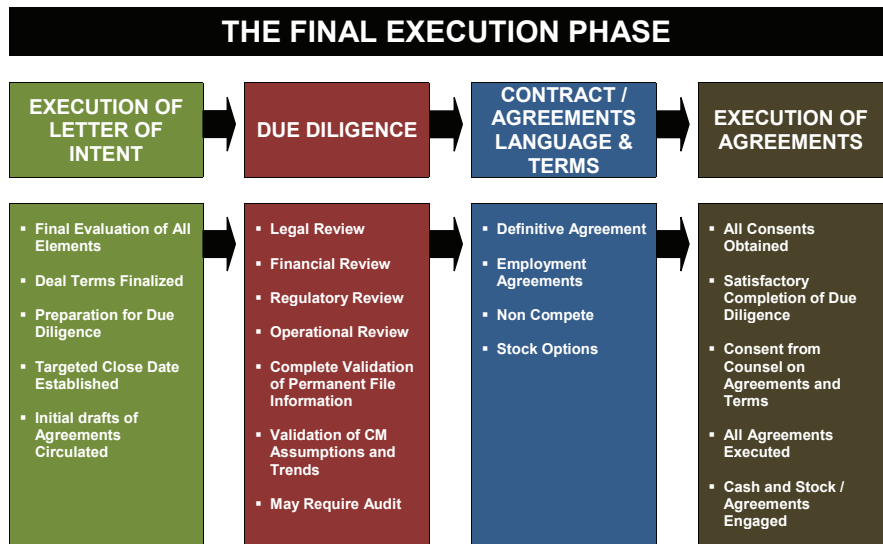 THE FINAL EXECUTION PHASE
EXECUTION OF
LETTER OF
INTENT
DUE DILIGENCE
CONTRACT /
AGREEMENTS
LANGUAGE &
TERMS
EXECUTION OF
AGREEMENTS
▪ Final Evaluation of All
Elements
▪ Deal Terms Finalized
▪ Preparation for Due
Diligence
▪ Targeted Close Date
Established
▪ Initial drafts of
Agreements
Circulated
▪ Legal Review
▪ Financial Review
▪ Regulatory Review
▪ Operational Review
▪ Complete Validation
of Permanent File
Information
▪ Validation of CM
Assumptions and
Trends
▪ May Require Audit
▪ Definitive Agreement
▪ Employment
Agreements
▪ Non Compete
▪ Stock Options
▪ All Consents
Obtained
▪ Satisfactory
Completion of Due
Diligence
▪ Consent from
Counsel on
Agreements and
Terms
▪ All Agreements
Executed
▪ Cash and Stock /
Agreements
Engaged